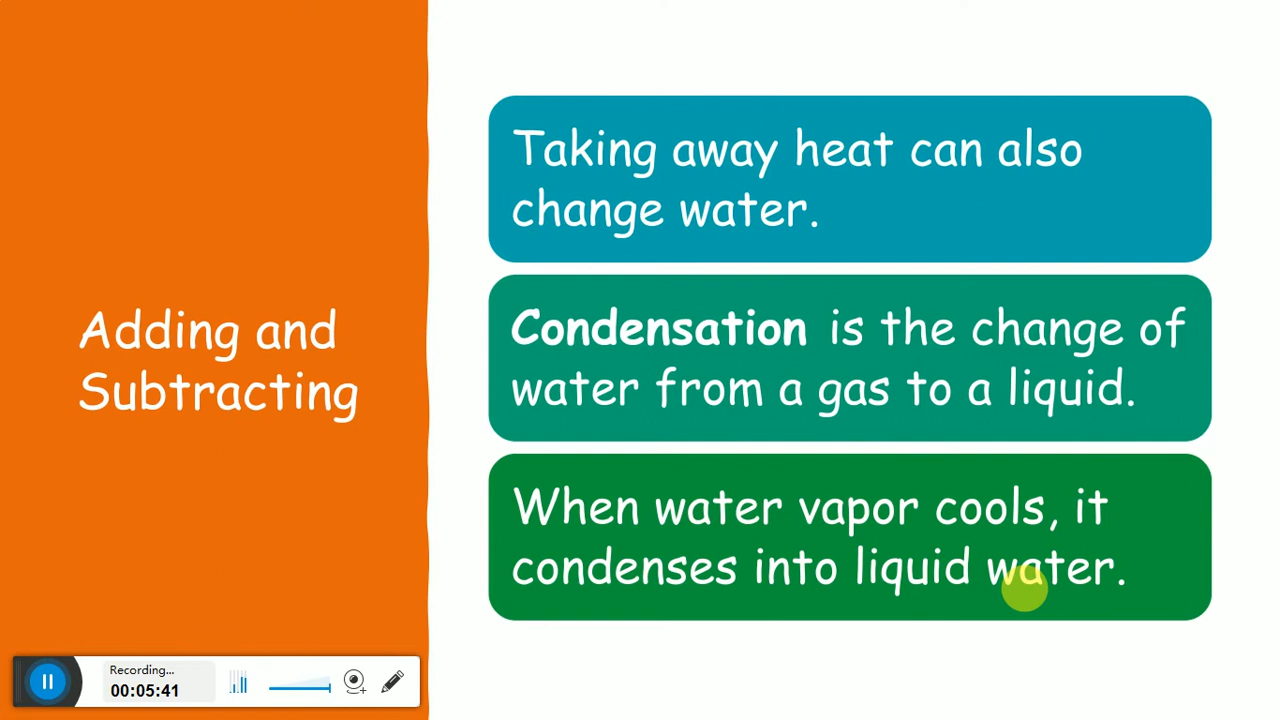 Adding and
Subtracting
Taking away heat can also
change water.
Condensation is the change of
water from a gas to a liquid.
When water vapor cools, it
condenses into liquid water.
Recording...
00:05:41